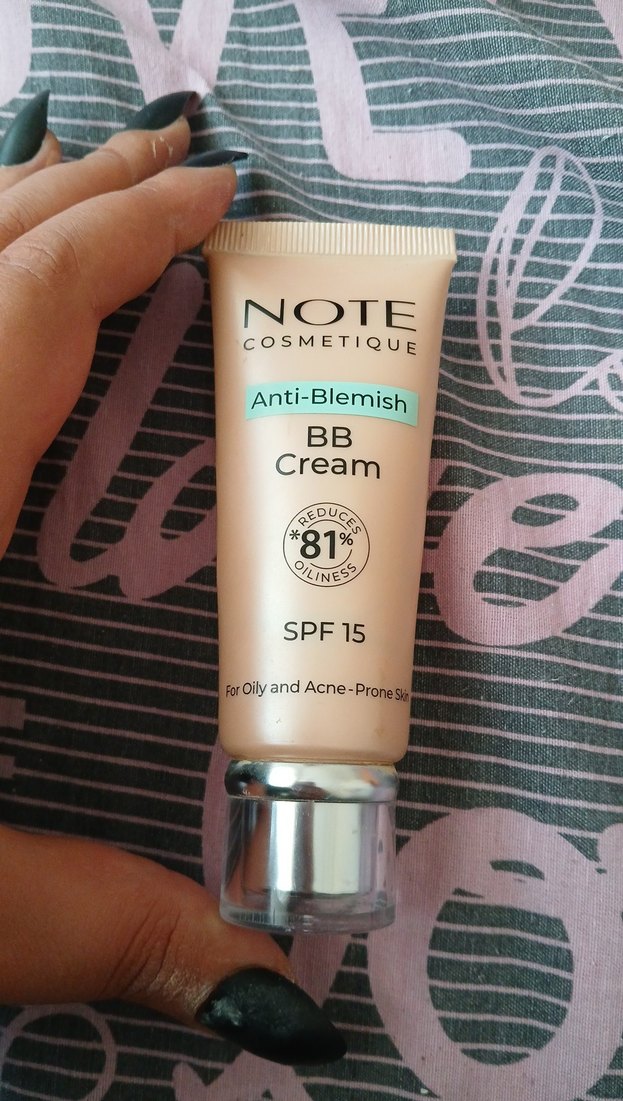 NOTE
COSMETIQUE
Anti-Blemish
BB
Cream
*REDUCES
81%
OILINESS
SPF 15
For Oily and Acne-Prone Skin